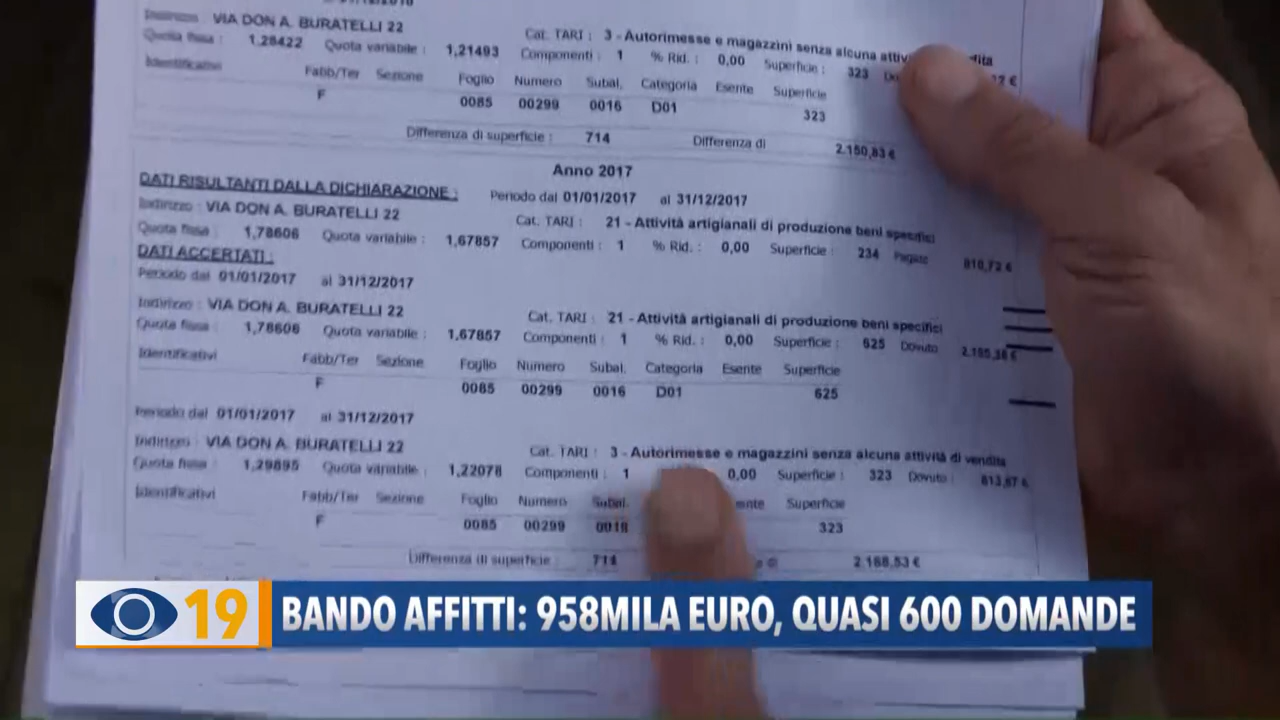 Indirizzo : VIA DON A. BURATELLI 22
Cat. TARI : 3 - Autorimesse e magazzini senza alcuna
Quota fissa : 1,28422 Quota variabile : 1,21493 Componenti : 1 % Rid. : 0,00 Superficie : 323
Identificativi Fabb/Ter Sezione Foglio Numero Subal. Categoria Esente Superficie
F 0085 00299 0016 D01 323
Differenza di superficie : 714 Differenza di 2.150,83 €
Anno 2017
DATI RISULTANTI DALLA DICHIARAZIONE : Periodo dal 01/01/2017 al 31/12/2017
Indirizzo : VIA DON A. BURATELLI 22 Cat. TARI : 21 - Attività artigianali di produzione beni specifici
Quota fissa : 1,78606 Quota variabile : 1,67857 Componenti : 1 % Rid. : 0,00 Superficie : 234 Pagato 810,72 €
DATI ACCERTATI :
Periodo dal 01/01/2017 al 31/12/2017
Indirizzo : VIA DON A. BURATELLI 22 Cat. TARI : 21 - Attività artigianali di produzione beni specifici
Quota fissa : 1,78606 Quota variabile : 1,67857 Componenti : 1 % Rid. : 0,00 Superficie : 625 Dovuto
Identificativi Fabb/Ter Sezione Foglio Numero Subal. Categoria Esente Superficie
F 0085 00299 0016 D01 625
Periodo dal 01/01/2017 al 31/12/2017
Indirizzo : VIA DON A. BURATELLI 22 Cat. TARI : 3 - Autorimesse e magazzini senza alcuna attività di vendita
Quota fissa : 1,29895 Quota variabile : 1,22078 Componenti : 1 0,00 Superficie : 323 Dovuto : 813,87 €
Identificativi Fabb/Ter Sezione Foglio Numero Subal. Superficie
F 0085 00299 323
Differenza di superficie : 714 2.168,53 €
19 BANDO AFFITTI: 958MILA EURO, QUASI 600 DOMANDE